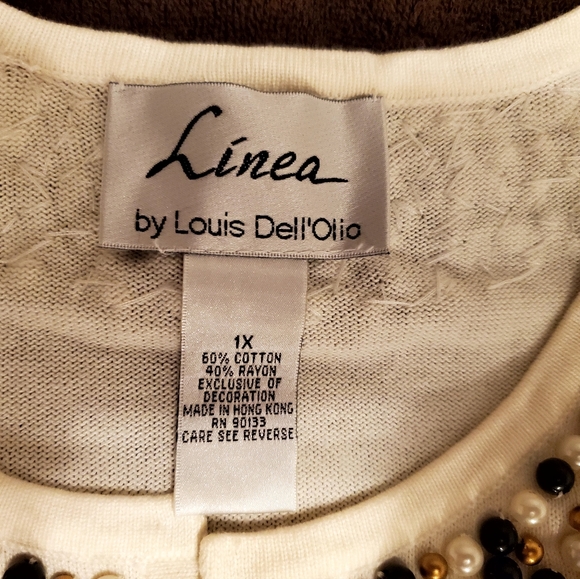 Linea
by Louis Dell'Olio
1X
60% COTTON
40% RAYON
EXCLUSIVE OF
DECORATION
MADE IN HONG KONG
RN 90133
CARE SEE REVERSE